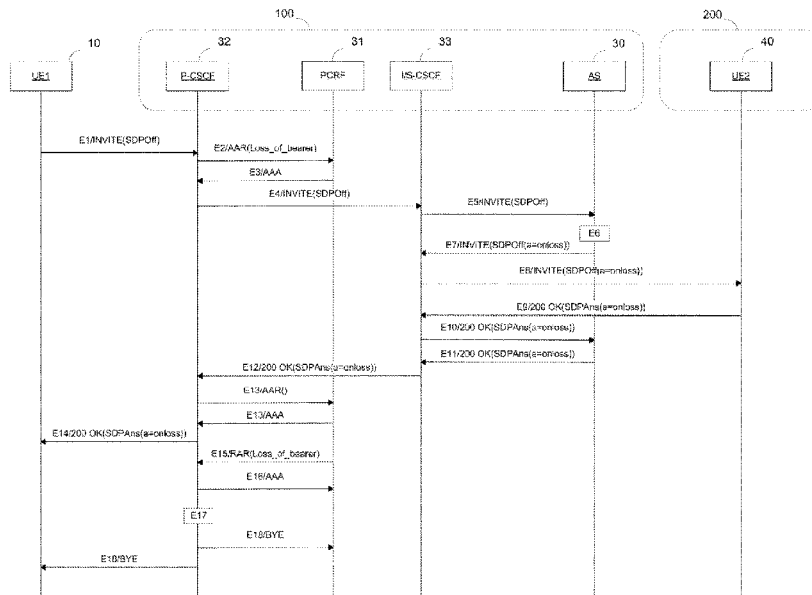 100
200
10
32
31
33
30
40
UE1
P-CSCF
PCRF
I/S-CSCF
AS
UE2
E1/INVITE(SDPOff)
E2/AAR(Loss_of_bearer)
E3/AAA
E4/INVITE(SDPOff)
E5/INVITE(SDPOff)
E6
E7/INVITE(SDPOff(a=onloss))
E8/INVITE(SDPOff(a=onloss))
E9/200 OK(SDPAns(a=onloss))
E10/200 OK(SDPAns(a=onloss))
E11/200 OK(SDPAns(a=onloss))
E12/200 OK(SDPAns(a=onloss))
E13/AAR()
E13/AAA
E14/200 OK(SDPAns(a=onloss))
E15/RAR(Loss_of_bearer)
E16/AAA
E17
E18/BYE
E18/BYE